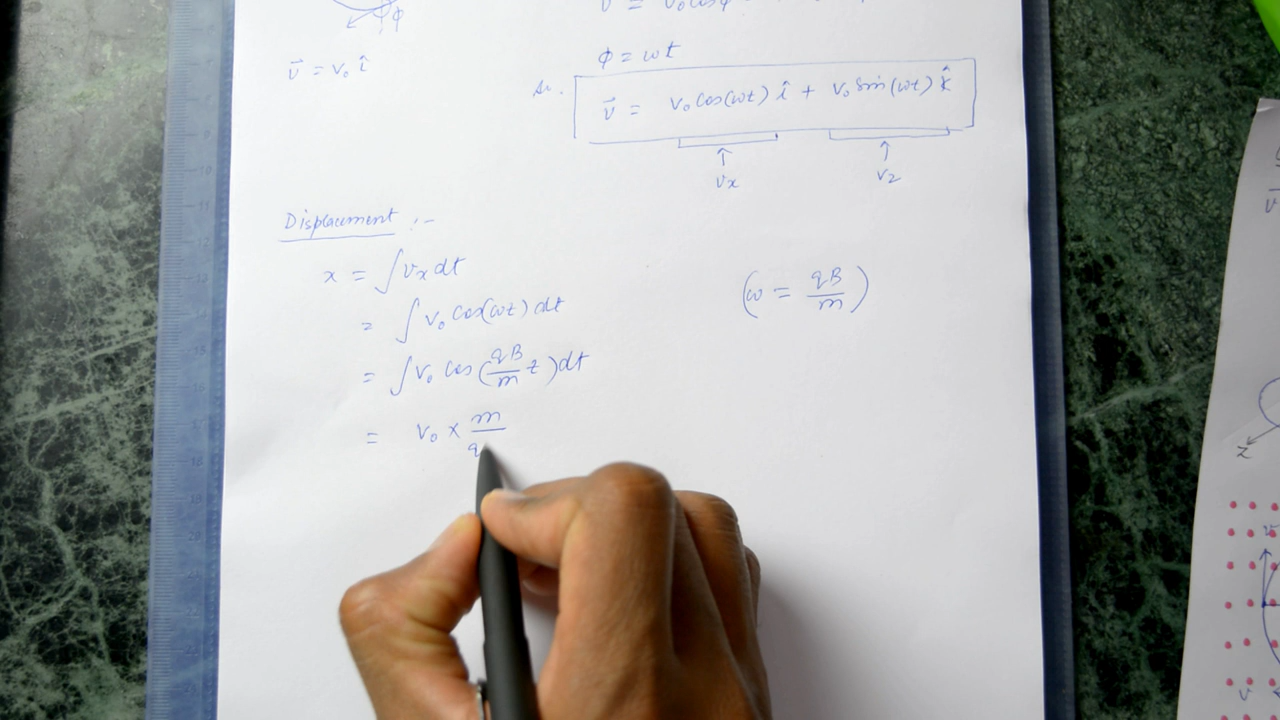 v⃗ = v₀ î
φ = ωt
v⃗ = v₀ cos(ωt) î + v₀ sin(ωt) k̂
vx
vz
Displacement :-
x = ∫ vx dt
= ∫ v₀ cos(ωt) dt
(ω = qB/m)
= ∫ v₀ cos (qB/m t) dt
= v₀ × m/q